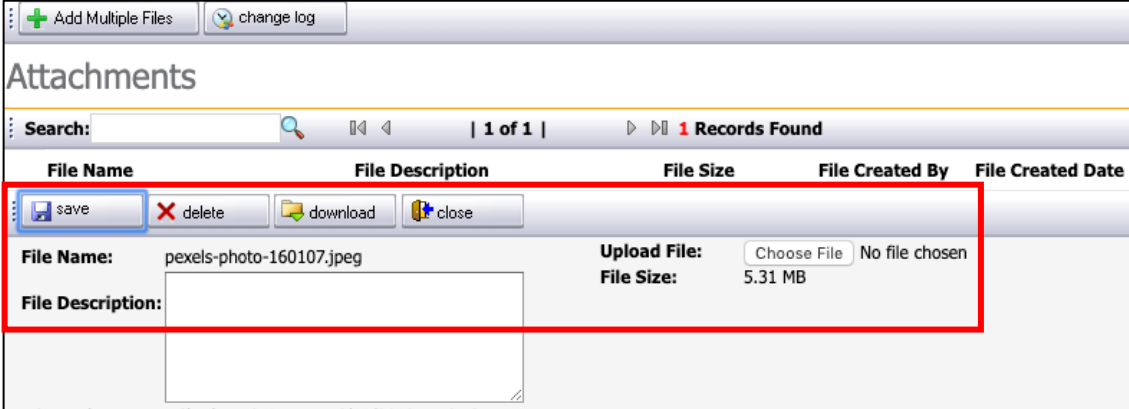 Add Multiple Files change log
Attachments
Search: | 1 of 1 | 1 Records Found
File Name File Description File Size File Created By File Created Date
save delete download close
File Name: pexels-photo-160107.jpeg Upload File: Choose File No file chosen
File Size: 5.31 MB
File Description: